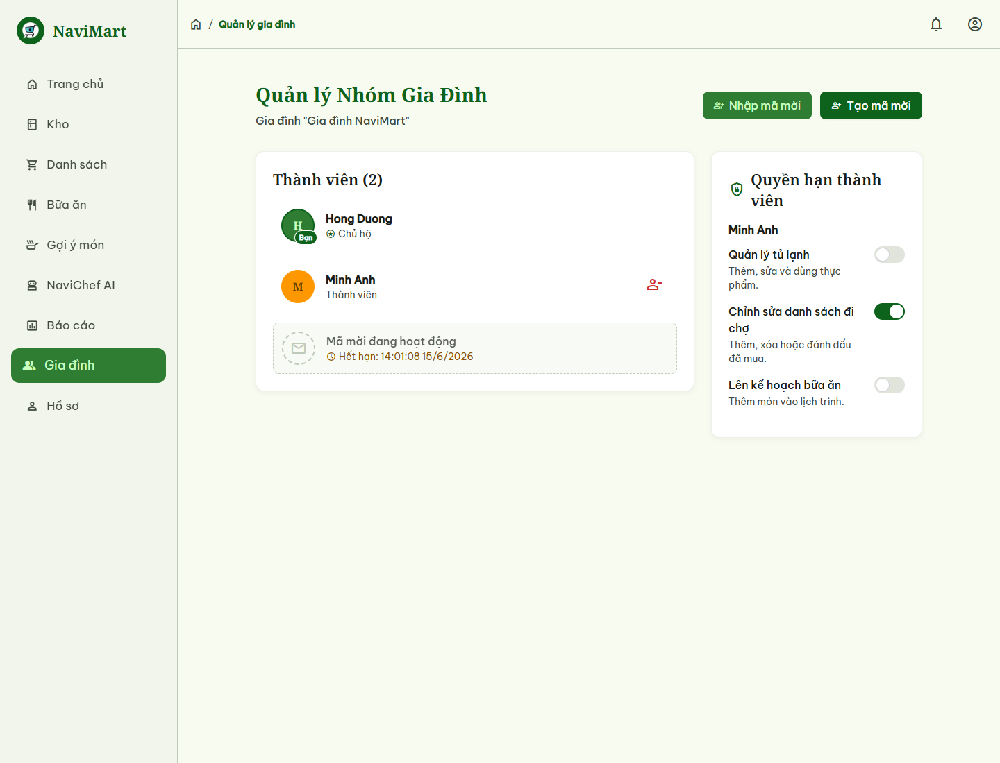 NaviMart
Trang chủ
Kho
Danh sách
Bữa ăn
Gợi ý món
NaviChef AI
Báo cáo
Gia đình
Hồ sơ
/ Quản lý gia đình
Quản lý Nhóm Gia Đình
Gia đình "Gia đình NaviMart"
Nhập mã mời
Tạo mã mời
Thành viên (2)
H
Bạn
Hong Duong
Chủ hộ
M
Minh Anh
Thành viên
Mã mời đang hoạt động
Hết hạn: 14:01:08 15/6/2026
Quyền hạn thành
viên
Minh Anh
Quản lý tủ lạnh
Thêm, sửa và dùng thực
phẩm.
Chỉnh sửa danh sách đi
chợ
Thêm, xóa hoặc đánh dấu
đã mua.
Lên kế hoạch bữa ăn
Thêm món vào lịch trình.